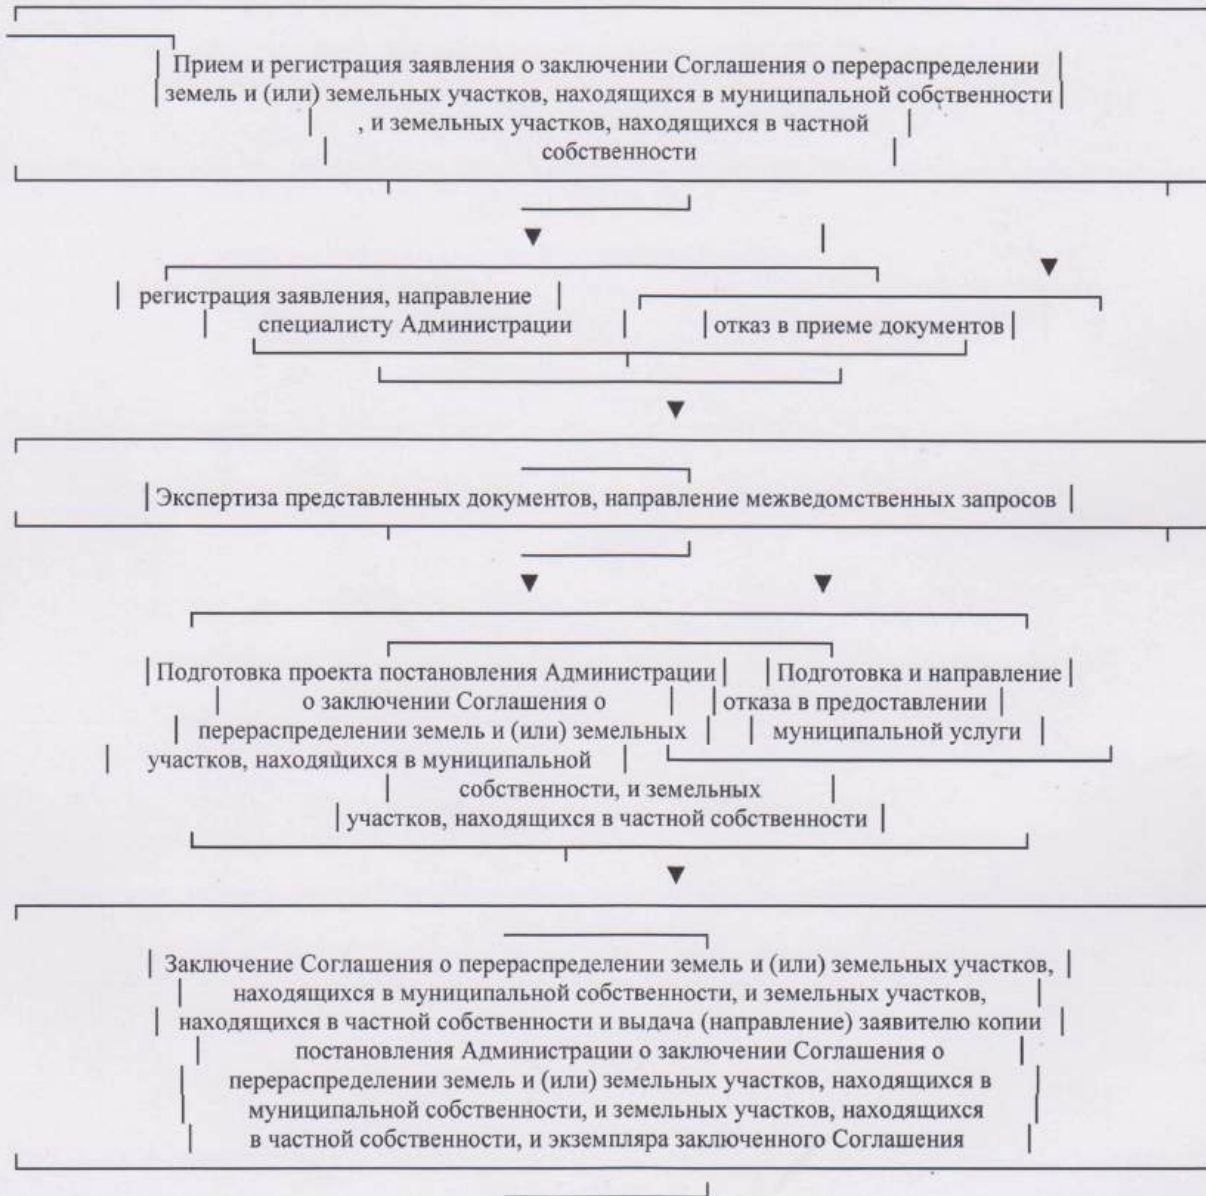 Прием и регистрация заявления о заключении Соглашения о перераспределении
земель и (или) земельных участков, находящихся в муниципальной собственности
, и земельных участков, находящихся в частной
собственности
регистрация заявления, направление
специалисту Администрации
отказ в приеме документов
Экспертиза представленных документов, направление межведомственных запросов
Подготовка проекта постановления Администрации
о заключении Соглашения о
перераспределении земель и (или) земельных
участков, находящихся в муниципальной
собственности, и земельных
участков, находящихся в частной собственности
Подготовка и направление
отказа в предоставлении
муниципальной услуги
Заключение Соглашения о перераспределении земель и (или) земельных участков,
находящихся в муниципальной собственности, и земельных участков,
находящихся в частной собственности и выдача (направление) заявителю копии
постановления Администрации о заключении Соглашения о
перераспределении земель и (или) земельных участков, находящихся в
муниципальной собственности, и земельных участков, находящихся
в частной собственности, и экземпляра заключенного Соглашения